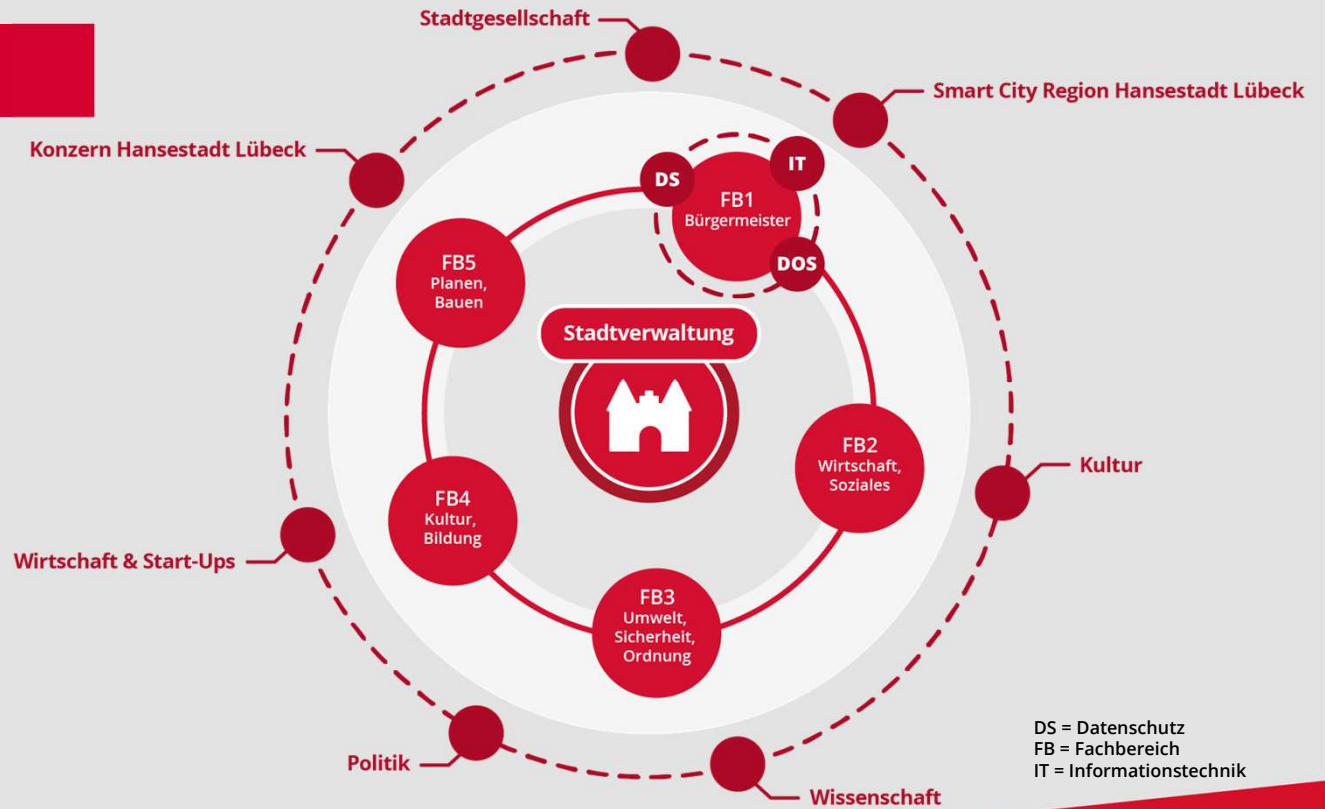 Stadtgesellschaft
Smart City Region Hansestadt Lübeck
Konzern Hansestadt Lübeck
IT
DS
FB1
Bürgermeister
DOS
FB5
Planen,
Bauen
Stadtverwaltung
FB2
Wirtschaft,
Soziales
Kultur
FB4
Kultur,
Bildung
Wirtschaft & Start-Ups
FB3
Umwelt,
Sicherheit,
Ordnung
Politik
Wissenschaft
DS = Datenschutz
FB = Fachbereich
IT = Informationstechnik